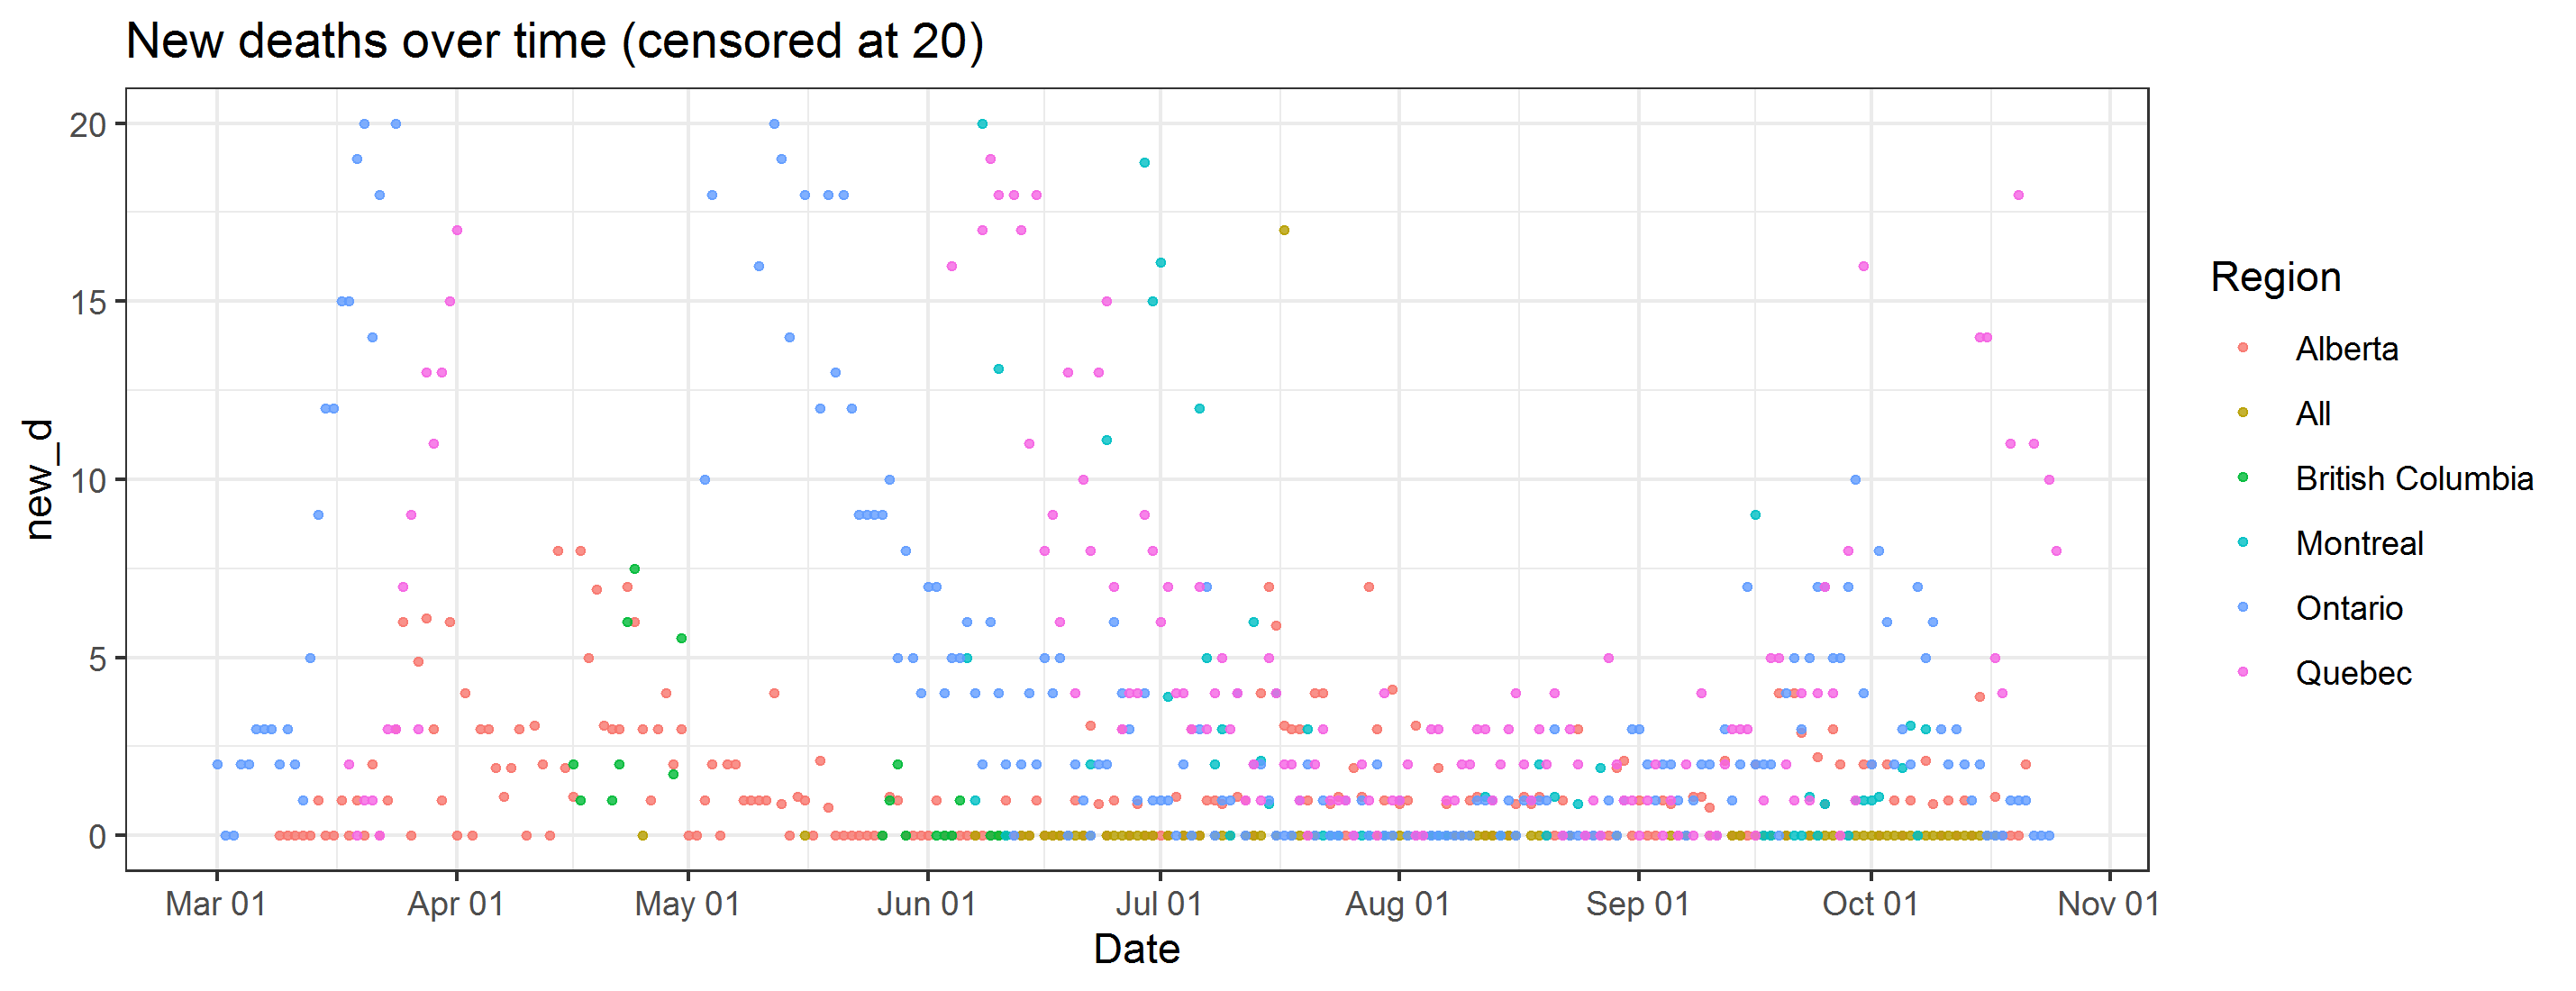 New deaths over time (censored at 20)
20
15
10
5
0
new_d
Mar 01 Apr 01 May 01 Jun 01 Jul 01 Aug 01 Sep 01 Oct 01 Nov 01
Date
Region
Alberta
All
British Columbia
Montreal
Ontario
Quebec